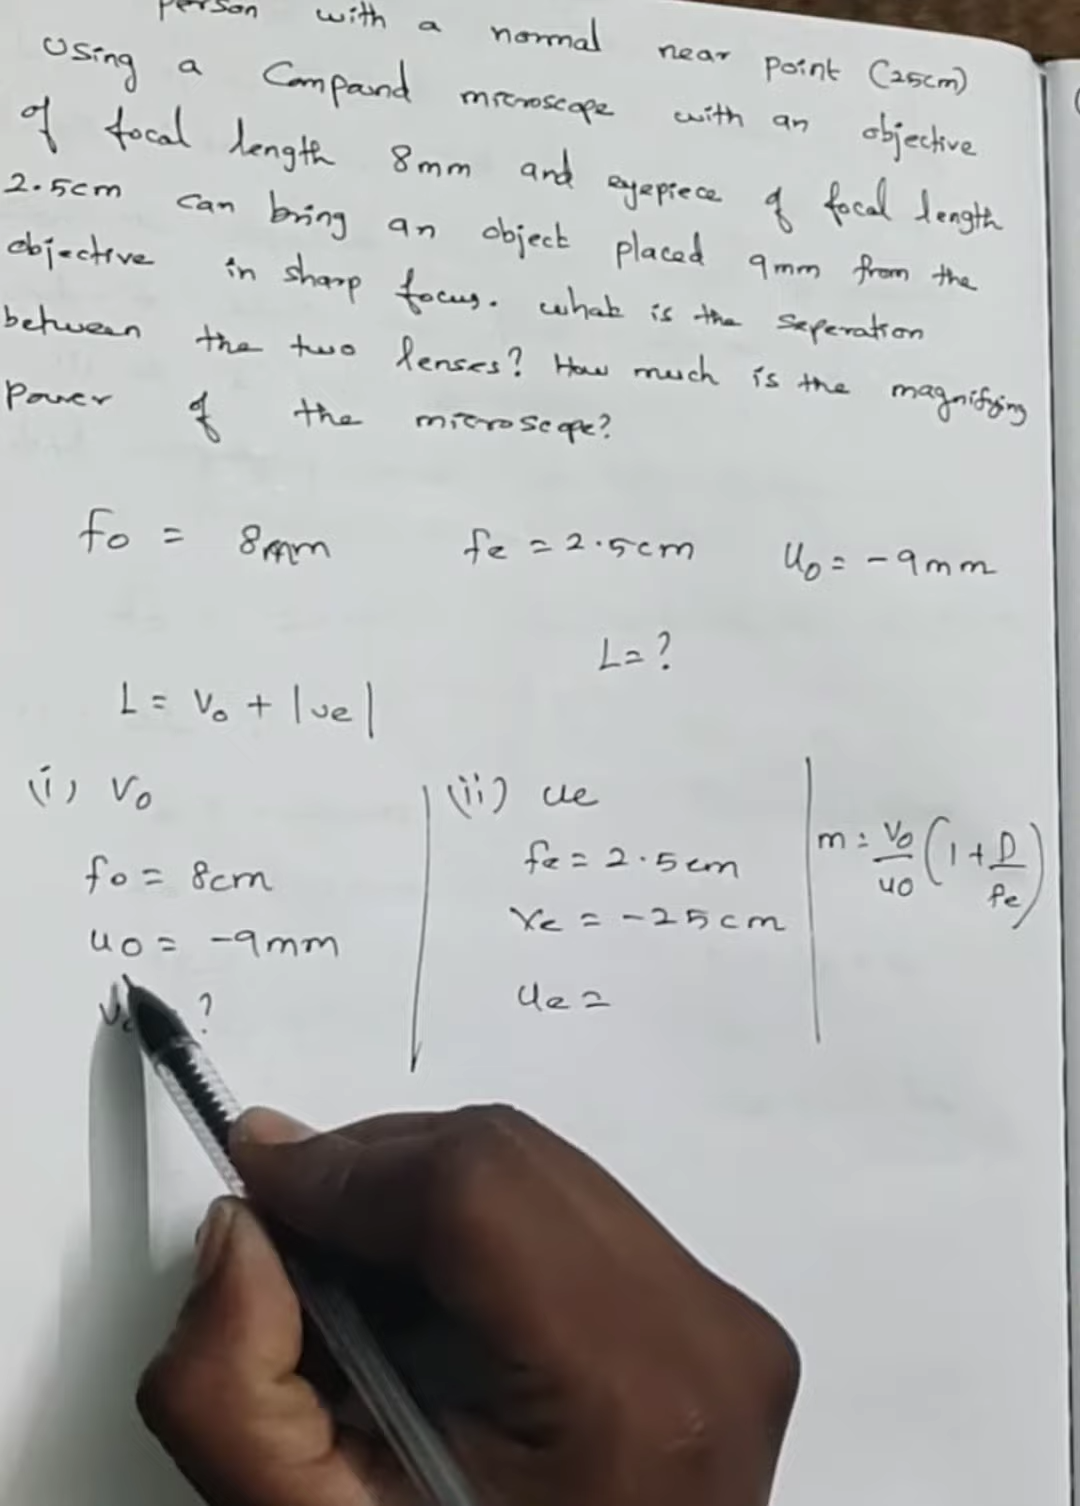 person with a normal near point (25cm)
using a Compaund microscope with an objective
of focal length 8mm and eyepiece of focal length
2.5cm can bring an object placed 9mm from the
objective in sharp focus. what is the seperation
between the two lenses? How much is the magnifying
power of the microscope?
fo = 8mm fe = 2.5cm uo = -9mm
L = ?
L = Vo + |ue|
(i) Vo (ii) ue
fo = 8cm fe = 2.5cm m = Vo/uo (1 + D/fe)
uo = -9mm Ve = -25cm
? ue =